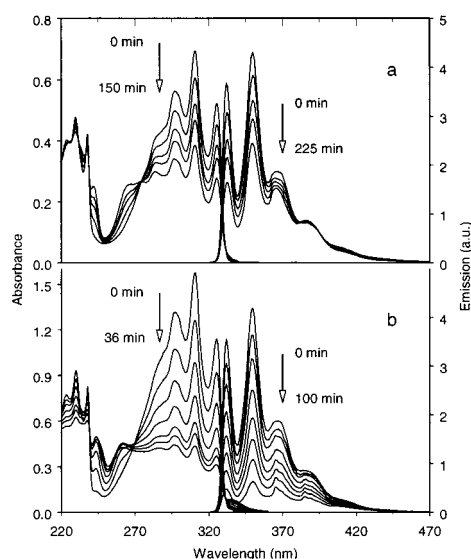 0.8
0.6
0.4
0.2
0.0
5
4
3
2
1
0
0 min
150 min
a
0 min
225 min
1.5
1.2
0.9
0.6
0.3
0.0
4
3
2
1
0
0 min
36 min
b
0 min
100 min
Absorbance
Emission (a.u.)
220 270 320 370 420 470
Wavelength (nm)